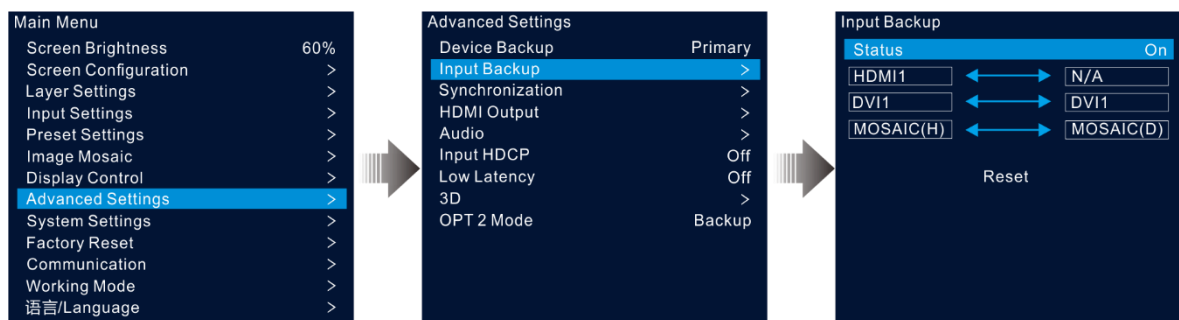 Main Menu
Screen Brightness 60%
Screen Configuration >
Layer Settings >
Input Settings >
Preset Settings >
Image Mosaic >
Display Control >
Advanced Settings >
System Settings >
Factory Reset >
Communication >
Working Mode >
语言/Language >
Advanced Settings
Device Backup Primary
Input Backup >
Synchronization >
HDMI Output >
Audio >
Input HDCP Off
Low Latency Off
3D >
OPT 2 Mode Backup
Input Backup
Status On
HDMI1 N/A
DVI1 DVI1
MOSAIC(H) MOSAIC(D)
Reset